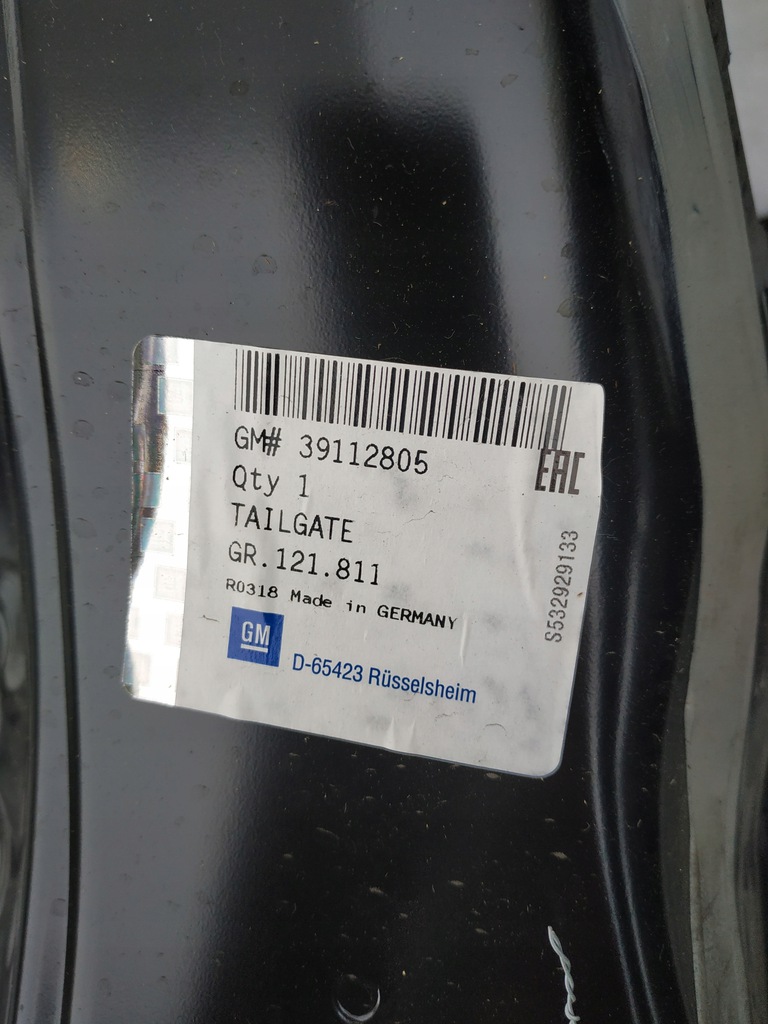 GM# 39112805
EAC
Qty 1
TAILGATE
GR.121.811
R0318 Made in GERMANY
S532929133
GM
D-65423 Rüsselsheim